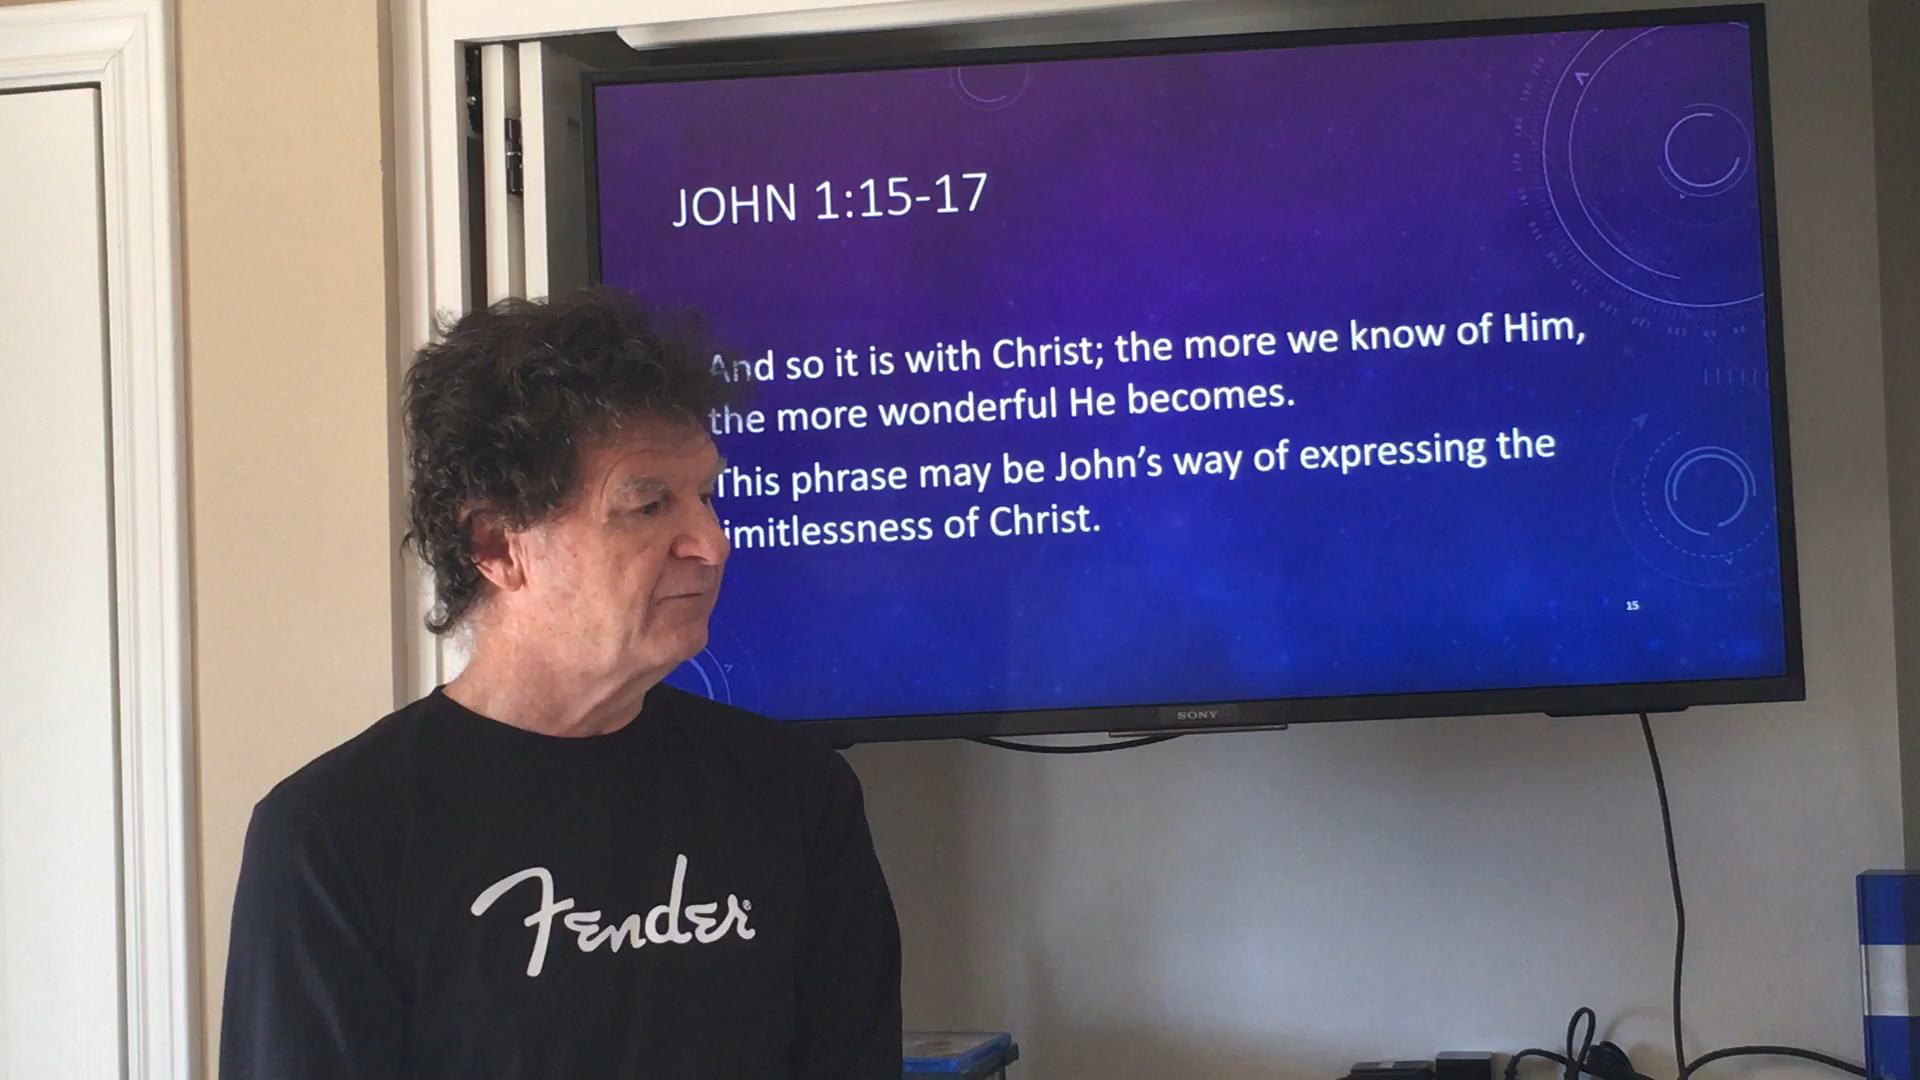 JOHN 1:15-17
And so it is with Christ; the more we know of Him,
the more wonderful He becomes.
This phrase may be John's way of expressing the
imitlessness of Christ.
15
SONY
Fender